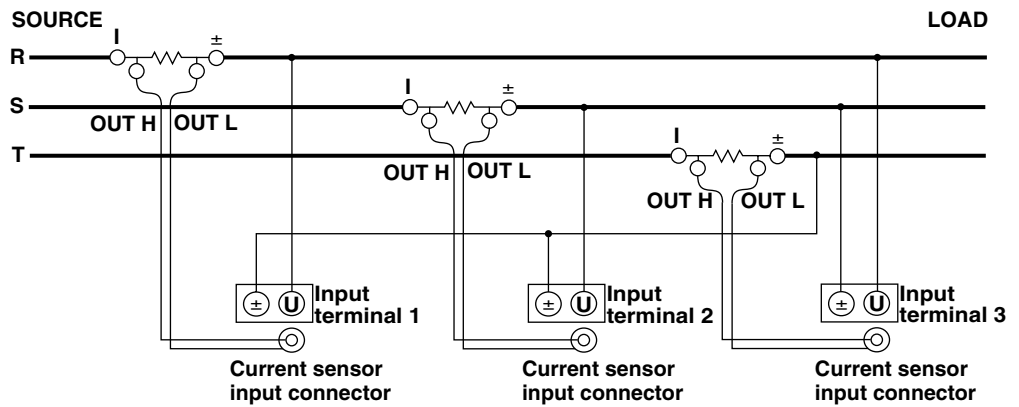 SOURCE
LOAD
I ±
R
I ±
S
OUT H OUT L
I ±
T
OUT H OUT L
OUT H OUT L
± U Input terminal 1
± U Input terminal 2
± U Input terminal 3
Current sensor input connector
Current sensor input connector
Current sensor input connector